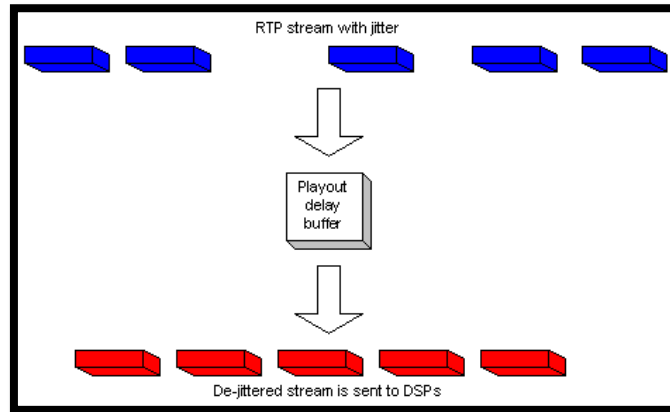 RTP stream with jitter
Playout
delay
buffer
De-jittered stream is sent to DSPs